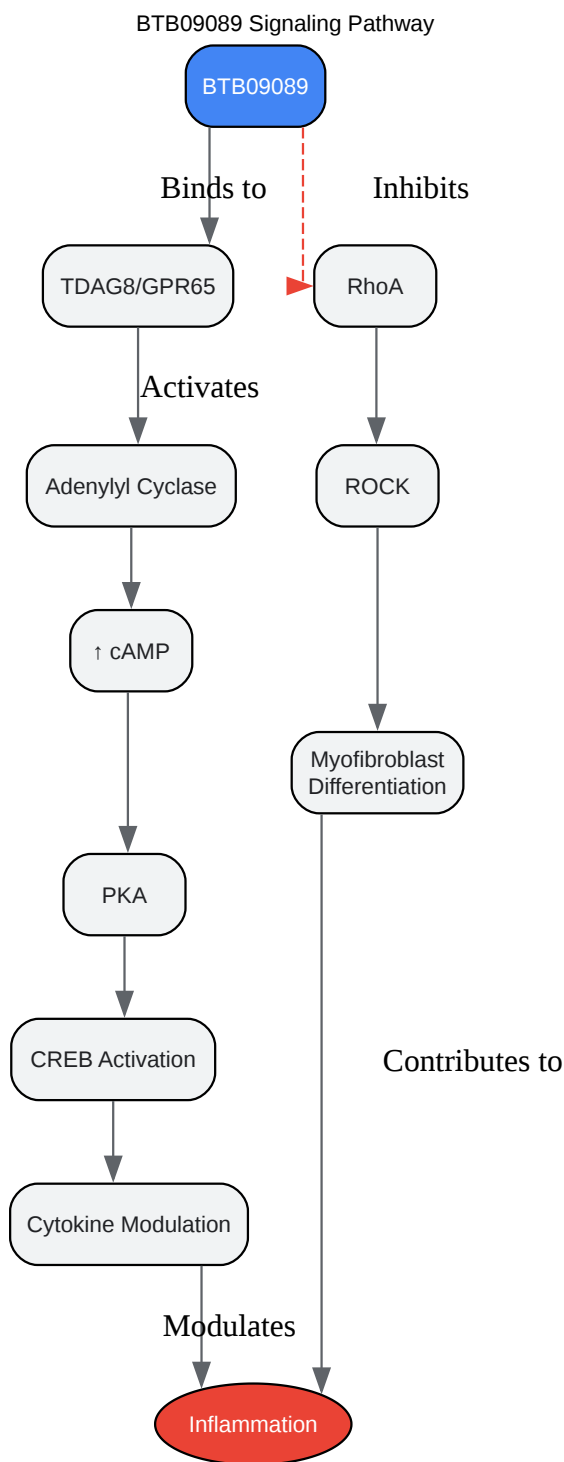 BTB09089 Signaling Pathway
BTB09089
Binds to
Inhibits
TDAG8/GPR65
RhoA
Activates
Adenylyl Cyclase
ROCK
↑ cAMP
Myofibroblast
Differentiation
PKA
CREB Activation
Contributes to
Cytokine Modulation
Modulates
Inflammation